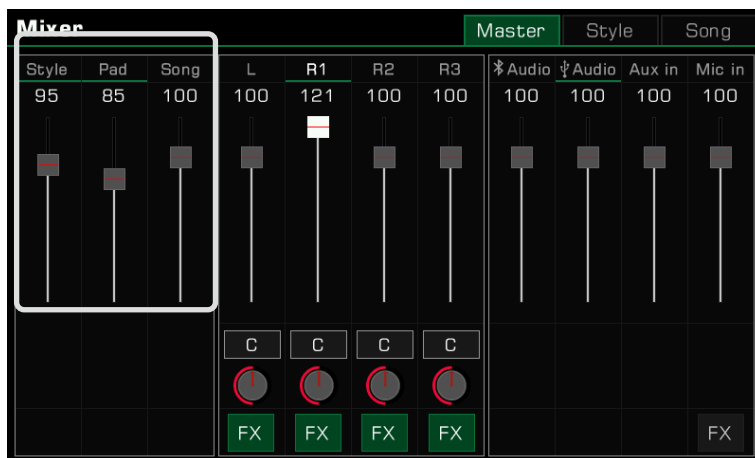 Mixer Master Style Song
Style Pad Song L R1 R2 R3 Audio Audio Aux in Mic in
95 85 100 100 121 100 100 100 100 100 100
C C C C
FX FX FX FX FX